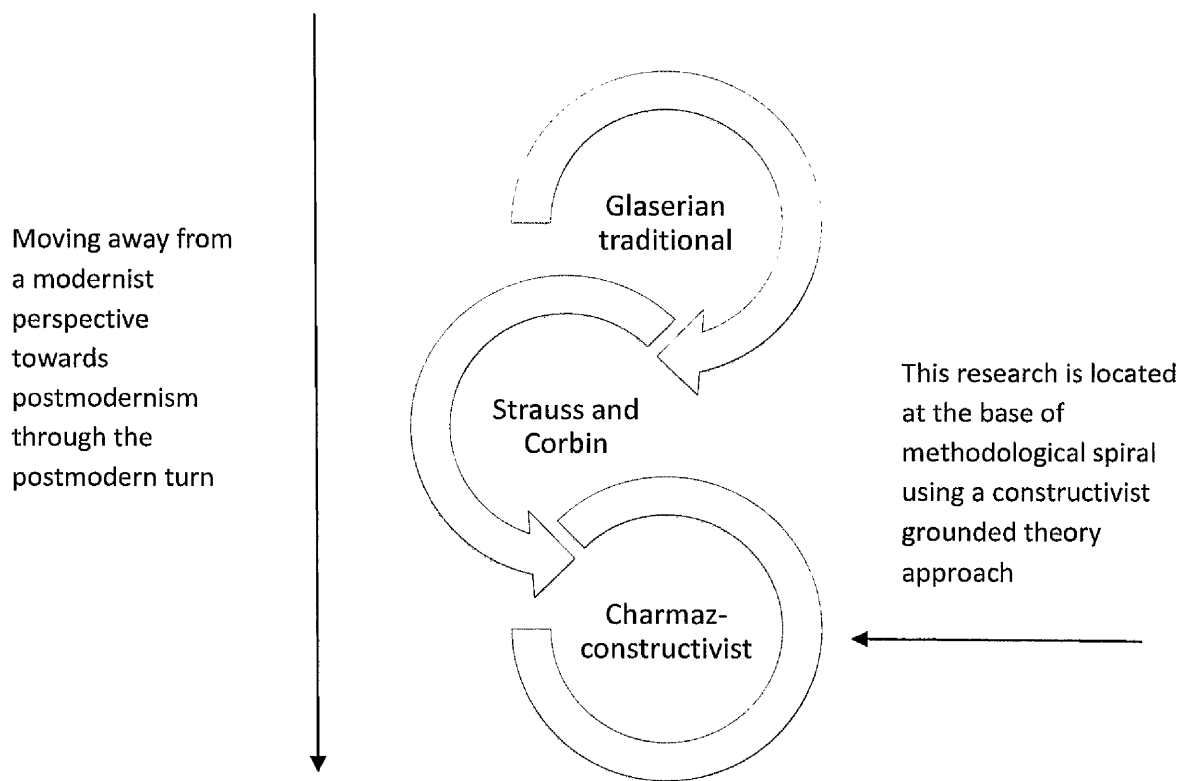 Moving away from
a modernist
perspective
towards
postmodernism
through the
postmodern turn
Glaserian
traditional
Strauss and
Corbin
Charmaz-
constructivist
This research is located
at the base of
methodological spiral
using a constructivist
grounded theory
approach